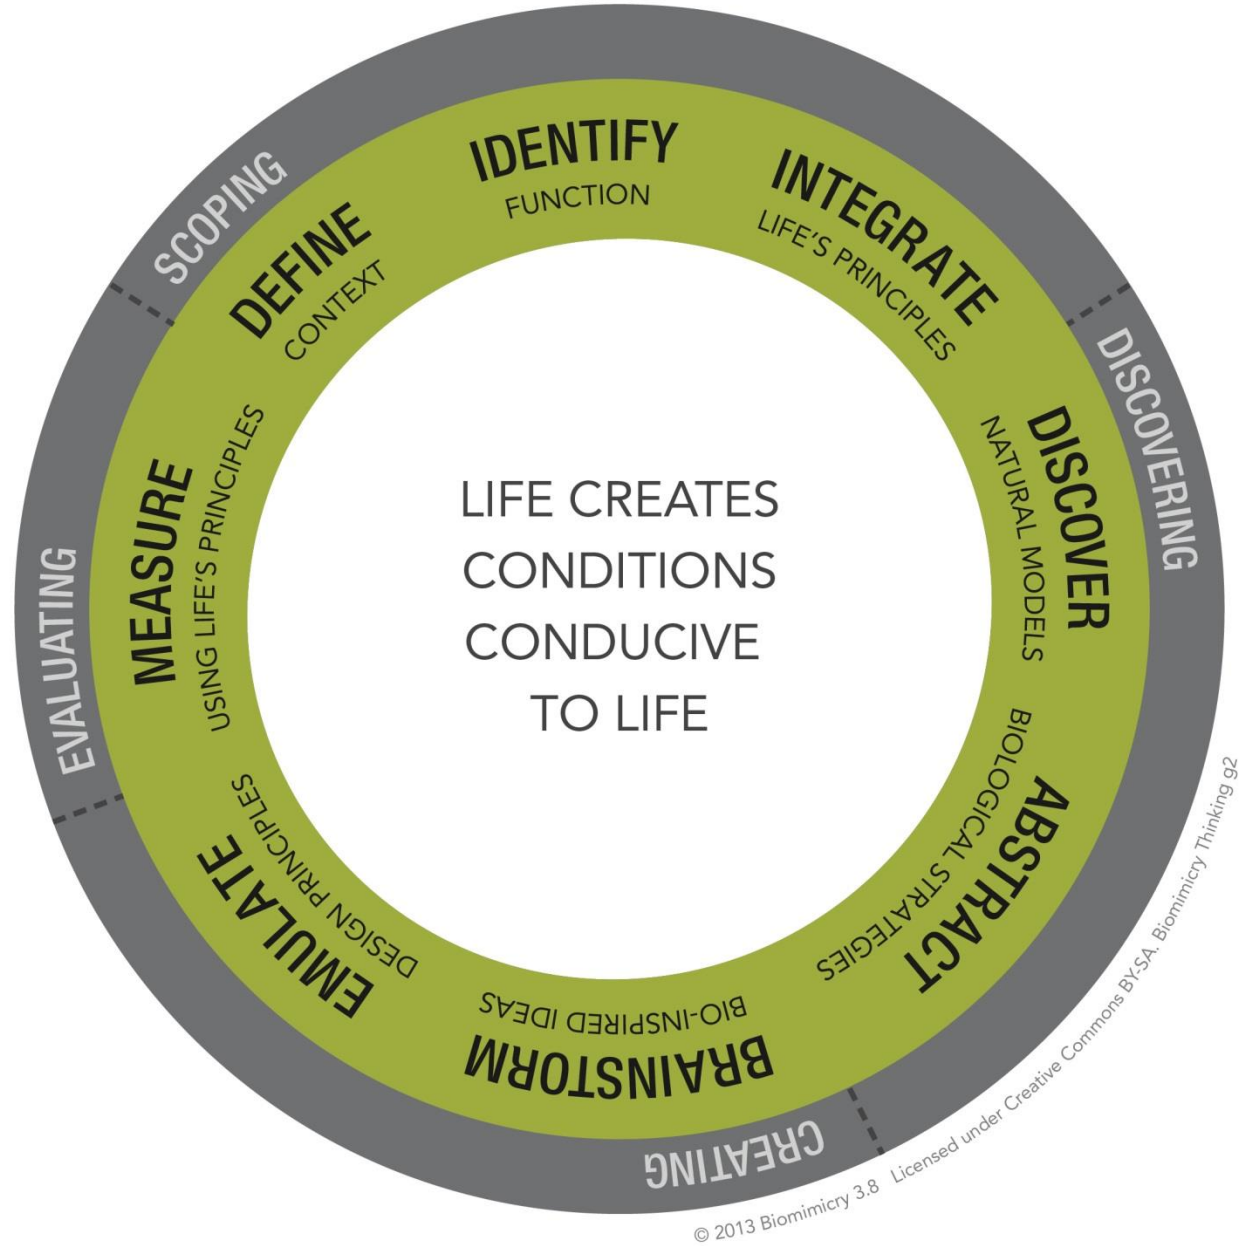 SCOPING
DEFINE
CONTEXT
IDENTIFY
FUNCTION
INTEGRATE
LIFE'S PRINCIPLES
DISCOVERING
DISCOVER
NATURAL MODELS
ABSTRACT
BIOLOGICAL STRATEGIES
CREATING
BRAINSTORM
BIO-INSPIRED IDEAS
EMULATE
DESIGN PRINCIPLES
EVALUATING
MEASURE
USING LIFE'S PRINCIPLES
LIFE CREATES
CONDITIONS
CONDUCIVE
TO LIFE
© 2013 Biomimicry 3.8 Licensed under Creative Commons BY-SA. Biomimicry Thinking g2